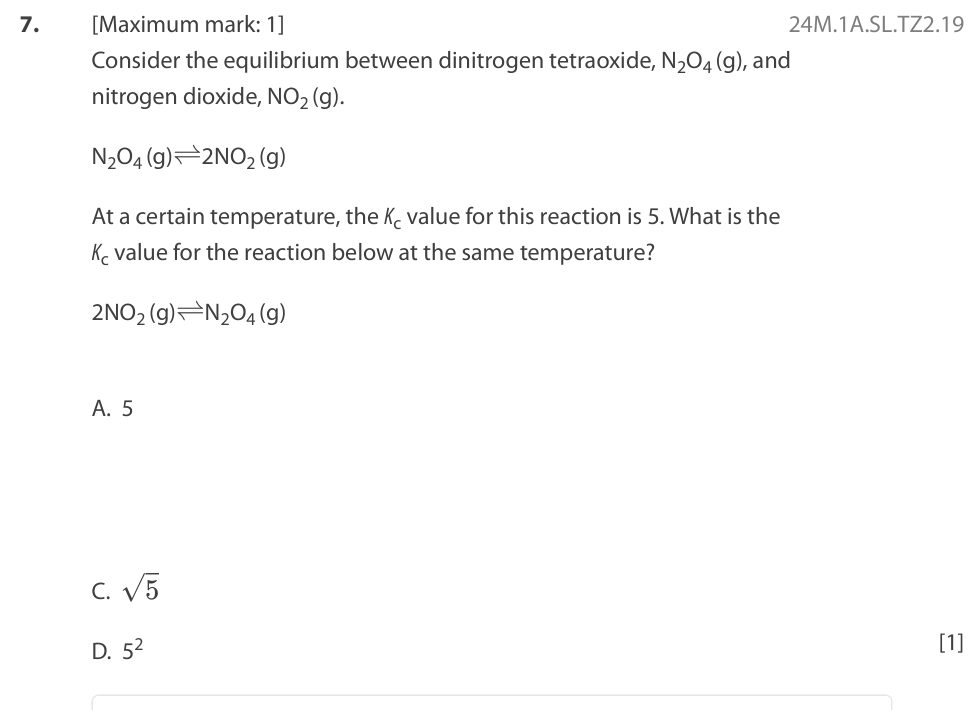 7. [Maximum mark: 1] 24M.1A.SL.TZ2.19
Consider the equilibrium between dinitrogen tetraoxide, N₂O₄ (g), and
nitrogen dioxide, NO₂ (g).
N₂O₄ (g)⇌2NO₂ (g)
At a certain temperature, the Kc value for this reaction is 5. What is the
Kc value for the reaction below at the same temperature?
2NO₂ (g)⇌N₂O₄ (g)
A. 5
C. √5
D. 5²
[1]